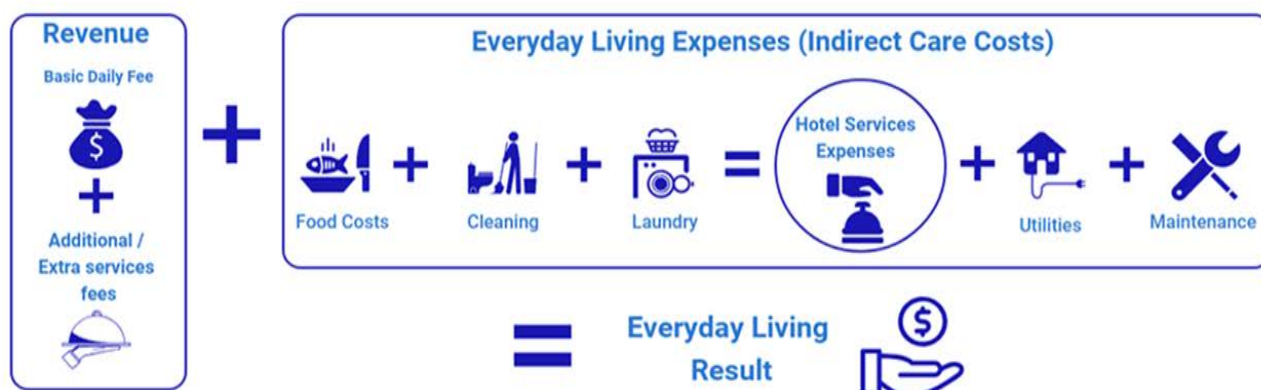 Revenue
Basic Daily Fee
$
+
Additional /
Extra services
fees
+
Everyday Living Expenses (Indirect Care Costs)
Food Costs
+
Cleaning
+
Laundry
=
Hotel Services
Expenses
+
Utilities
+
Maintenance
=
Everyday Living
Result
$